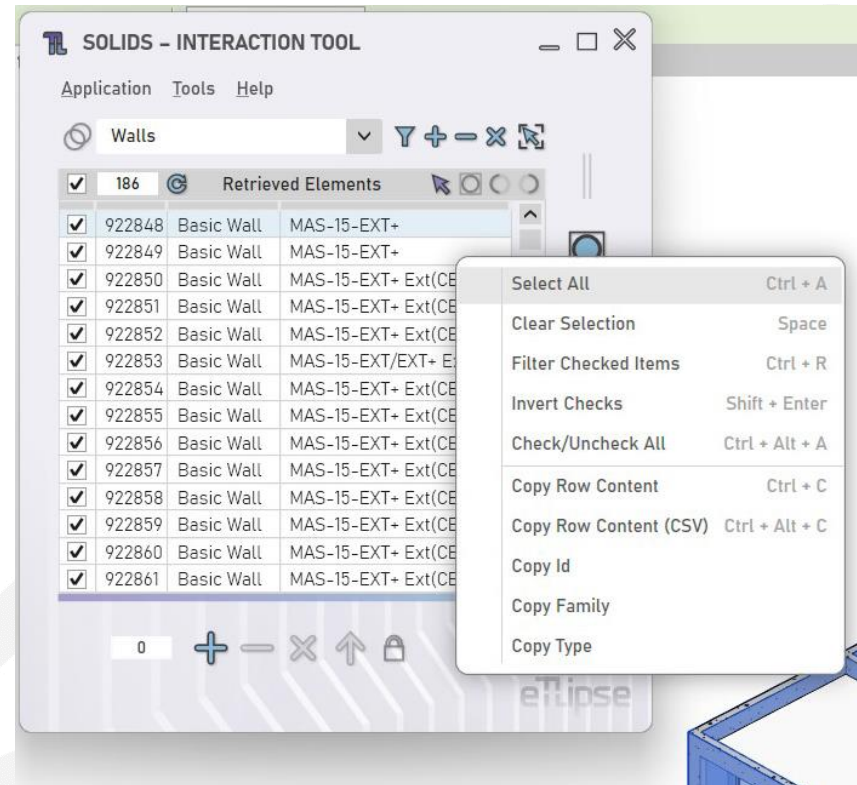 SOLIDS – INTERACTION TOOL
Application Tools Help
Walls
186 Retrieved Elements
922848 Basic Wall MAS-15-EXT+
922849 Basic Wall MAS-15-EXT+
922850 Basic Wall MAS-15-EXT+ Ext(CE
922851 Basic Wall MAS-15-EXT+ Ext(CE
922852 Basic Wall MAS-15-EXT+ Ext(CE
922853 Basic Wall MAS-15-EXT/EXT+ E
922854 Basic Wall MAS-15-EXT+ Ext(CE
922855 Basic Wall MAS-15-EXT+ Ext(CE
922856 Basic Wall MAS-15-EXT+ Ext(CE
922857 Basic Wall MAS-15-EXT+ Ext(CE
922858 Basic Wall MAS-15-EXT+ Ext(CE
922859 Basic Wall MAS-15-EXT+ Ext(CE
922860 Basic Wall MAS-15-EXT+ Ext(CE
922861 Basic Wall MAS-15-EXT+ Ext(CE
0
Select All Ctrl + A
Clear Selection Space
Filter Checked Items Ctrl + R
Invert Checks Shift + Enter
Check/Uncheck All Ctrl + Alt + A
Copy Row Content Ctrl + C
Copy Row Content (CSV) Ctrl + Alt + C
Copy Id
Copy Family
Copy Type
eTLipse